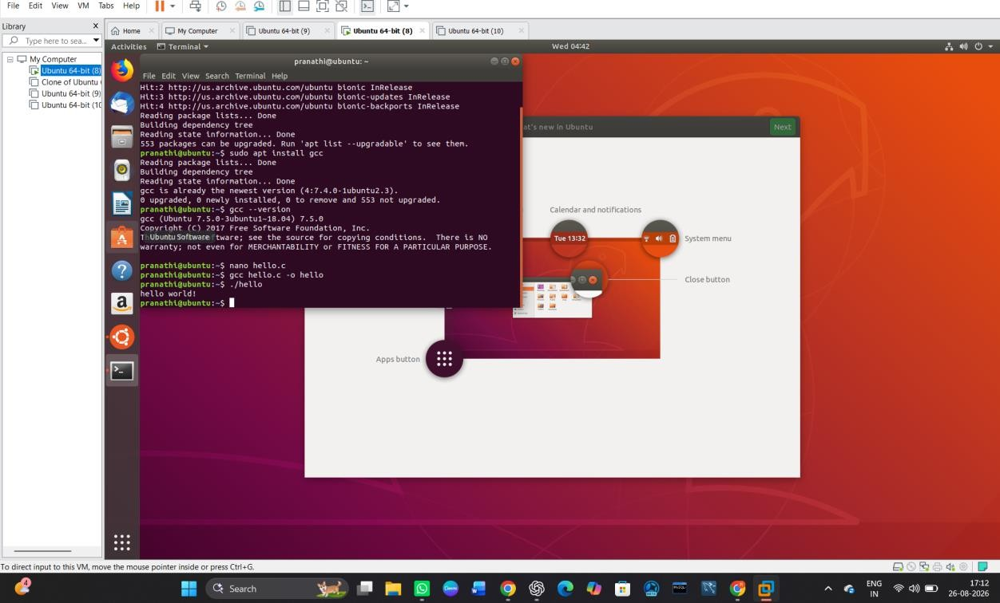 File Edit View VM Tabs Help
Library X
Type here to sea...
Home
My Computer
Ubuntu 64-bit (9)
Ubuntu 64-bit (8)
Ubuntu 64-bit (10)
My Computer
Ubuntu 64-bit (8)
Clone of Ubuntu
Ubuntu 64-bit (9)
Ubuntu 64-bit (10
Activities Terminal Wed 04:42
pranathi@ubuntu: ~
File Edit View Search Terminal Help
Hit:2 http://us.archive.ubuntu.com/ubuntu bionic InRelease
Hit:3 http://us.archive.ubuntu.com/ubuntu bionic-updates InRelease
Hit:4 http://us.archive.ubuntu.com/ubuntu bionic-backports InRelease
Reading package lists... Done
Building dependency tree
Reading state information... Done
553 packages can be upgraded. Run 'apt list --upgradable' to see them.
pranathi@ubuntu:~$ sudo apt install gcc
Reading package lists... Done
Building dependency tree
Reading state information... Done
gcc is already the newest version (4:7.4.0-1ubuntu2.3).
0 upgraded, 0 newly installed, 0 to remove and 553 not upgraded.
pranathi@ubuntu:~$ gcc --version
gcc (Ubuntu 7.5.0-3ubuntu1~18.04) 7.5.0
Copyright (C) 2017 Free Software Foundation, Inc.
Ubuntu Software tware; see the source for copying conditions.  There is NO
warranty; not even for MERCHANTABILITY or FITNESS FOR A PARTICULAR PURPOSE.
pranathi@ubuntu:~$ nano hello.c
pranathi@ubuntu:~$ gcc hello.c -o hello
pranathi@ubuntu:~$ ./hello
hello world!
pranathi@ubuntu:~$
at's new in Ubuntu
Next
Calendar and notifications
Tue 13:32
System menu
Close button
Apps button
To direct input to this VM, move the mouse pointer inside or press Ctrl+G.
4
Search
ENG
IN
17:12
26-08-2026